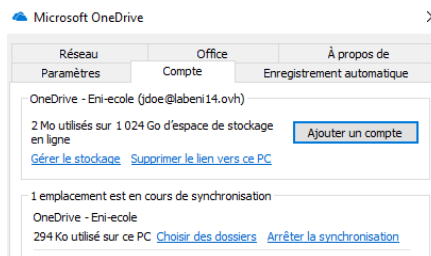 Microsoft OneDrive
Réseau Office À propos de
Paramètres Compte Enregistrement automatique
OneDrive - Eni-ecole (jdoe@labeni14.ovh)
2 Mo utilisés sur 1 024 Go d'espace de stockage
en ligne
Ajouter un compte
Gérer le stockage Supprimer le lien vers ce PC
1 emplacement est en cours de synchronisation
OneDrive - Eni-ecole
294 Ko utilisé sur ce PC Choisir des dossiers Arrêter la synchronisation